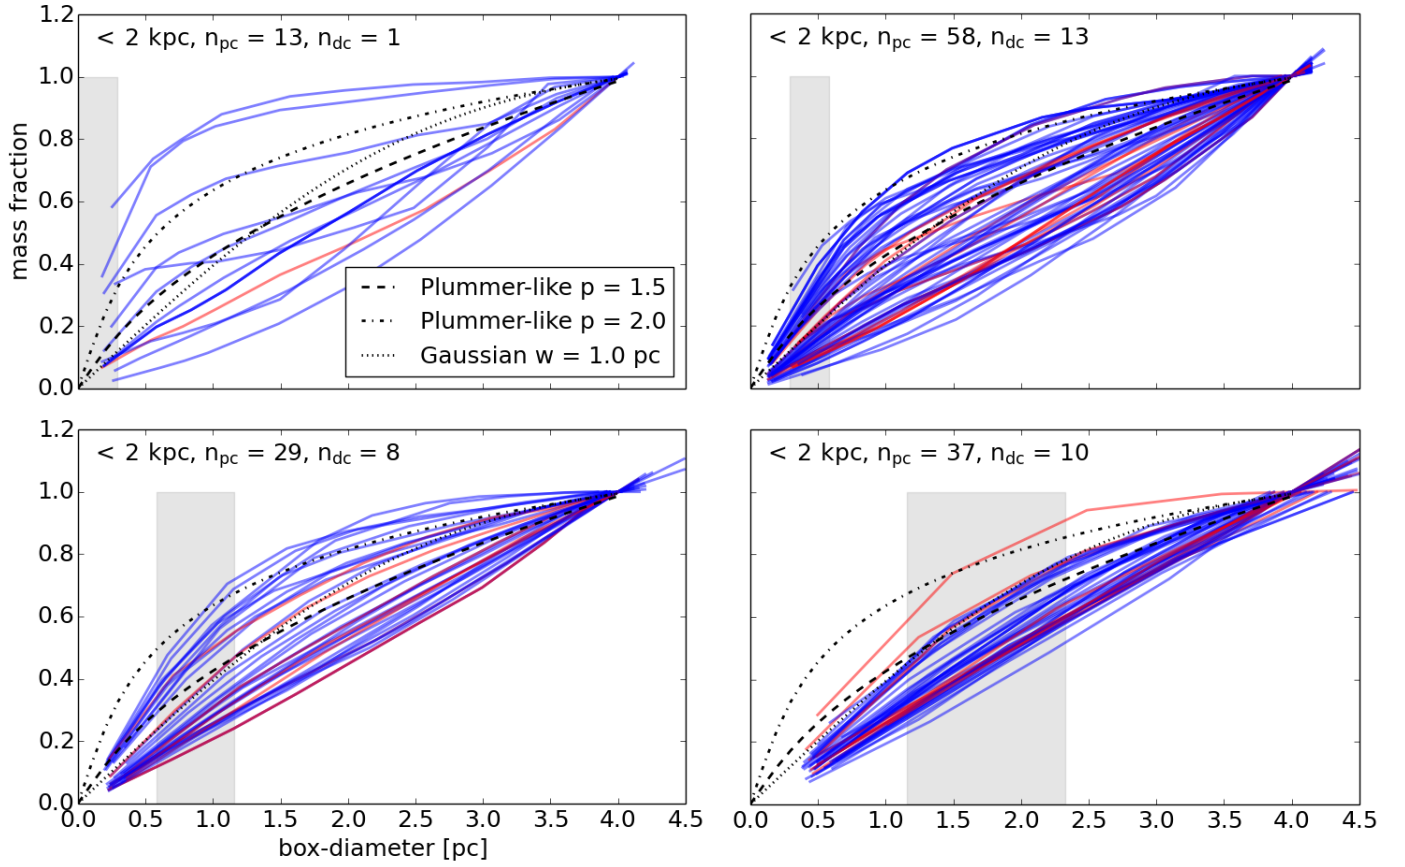 < 2 kpc, n_pc = 13, n_dc = 1
< 2 kpc, n_pc = 58, n_dc = 13
mass fraction
1.2
1.0
0.8
0.6
0.4
0.2
0.0
Plummer-like p = 1.5
Plummer-like p = 2.0
Gaussian w = 1.0 pc
< 2 kpc, n_pc = 29, n_dc = 8
< 2 kpc, n_pc = 37, n_dc = 10
1.2
1.0
0.8
0.6
0.4
0.2
0.0
0.0 0.5 1.0 1.5 2.0 2.5 3.0 3.5 4.0 4.5
0.0 0.5 1.0 1.5 2.0 2.5 3.0 3.5 4.0 4.5
box-diameter [pc]